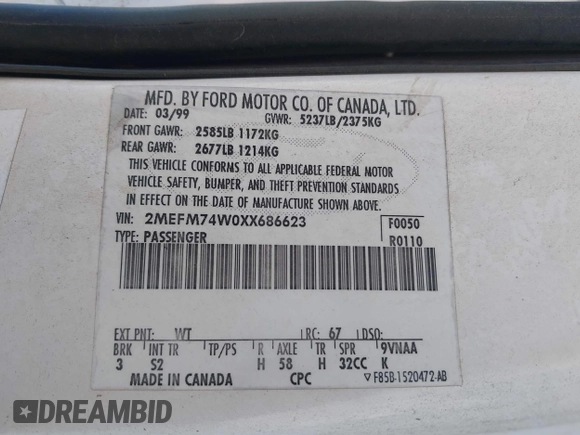 MFD. BY FORD MOTOR CO. OF CANADA, LTD.
DATE: 03/99 GVWR: 5237LB/2375KG
FRONT GAWR: 2585LB 1172KG
REAR GAWR: 2677LB 1214KG
THIS VEHICLE CONFORMS TO ALL APPLICABLE FEDERAL MOTOR
VEHICLE SAFETY, BUMPER, AND THEFT PREVENTION STANDARDS
IN EFFECT ON THE DATE OF MANUFACTURE SHOWN ABOVE.
VIN: 2MEFM74W0XX686623 F0050
TYPE: PASSENGER R0110
EXT PNT: WT RC: 67 DSO:
BRK INT TR TP/PS R AXLE TR SPR 9VNAA
3 S2 H 58 H 32CC K
MADE IN CANADA CPC ▽F85B-1520472-AB
DREAMBID